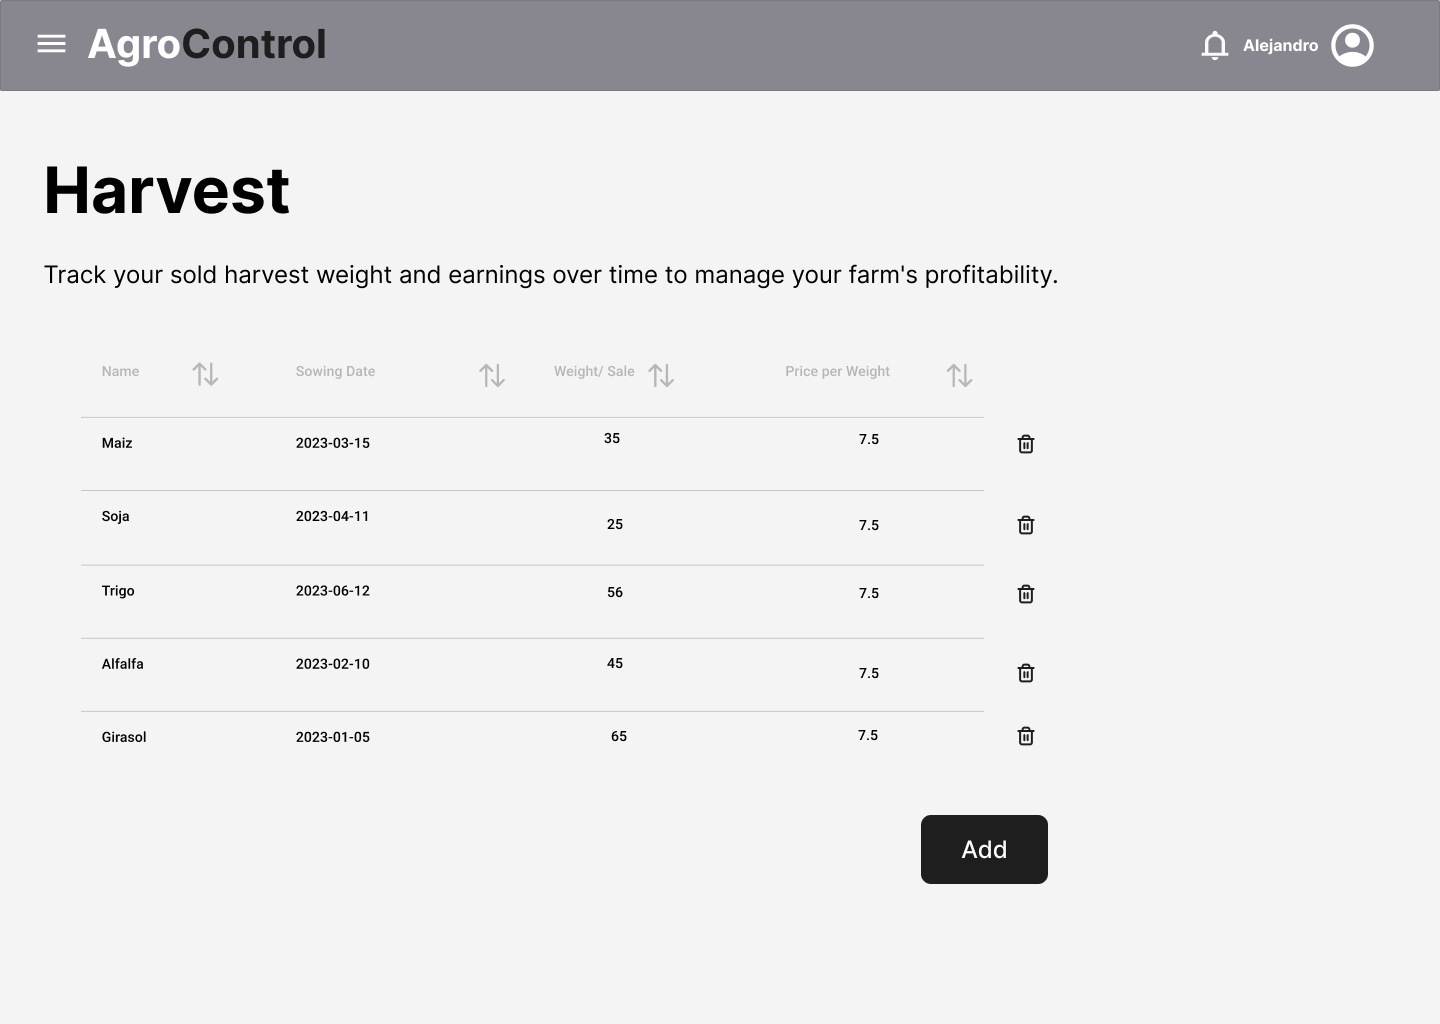 AgroControl
Alejandro
Harvest
Track your sold harvest weight and earnings over time to manage your farm's profitability.
Name Sowing Date Weight/ Sale Price per Weight
Maiz 2023-03-15 35 7.5
Soja 2023-04-11 25 7.5
Trigo 2023-06-12 56 7.5
Alfalfa 2023-02-10 45 7.5
Girasol 2023-01-05 65 7.5
Add